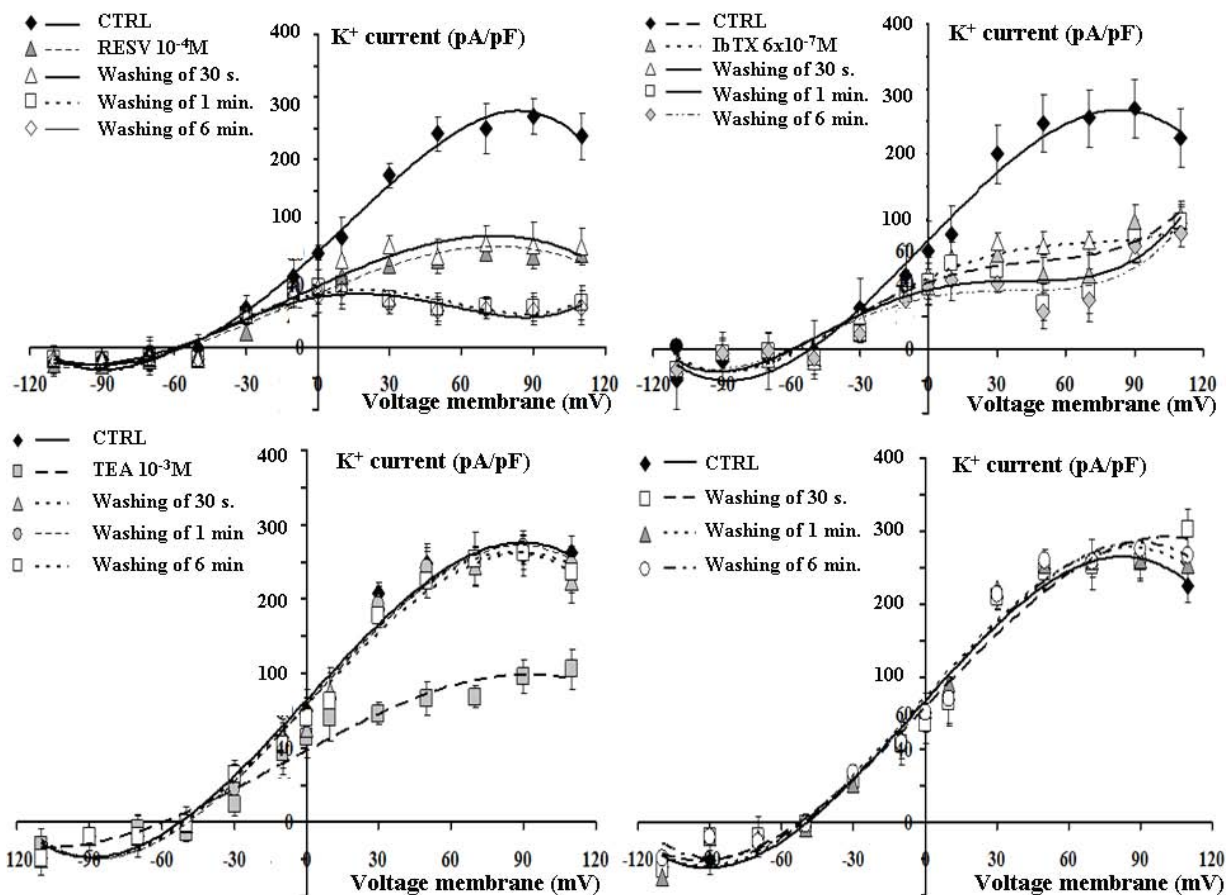 CTRL
RESV 10⁻⁴M
Washing of 30 s.
Washing of 1 min.
Washing of 6 min.
K⁺ current (pA/pF)
400
300
200
100
0
0
-120 -90 -60 -30 0 30 60 90 120
Voltage membrane (mV)
CTRL
IbTX 6x10⁻⁷M
Washing of 30 s.
Washing of 1 min.
Washing of 6 min.
K⁺ current (pA/pF)
400
300
200
100
60
0
-120 -90 -60 -30 0 30 60 90 120
Voltage membrane (mV)
CTRL
TEA 10⁻³M
Washing of 30 s.
Washing of 1 min
Washing of 6 min
K⁺ current (pA/pF)
400
300
200
100
40
0
120 -90 -60 -30 0 30 60 90 120
Voltage membrane (mV)
CTRL
Washing of 30 s.
Washing of 1 min.
Washing of 6 min.
K⁺ current (pA/pF)
400
300
200
100
60
40
0
-120 -90 -60 -30 0 30 60 90 120
Voltage membrane (mV)